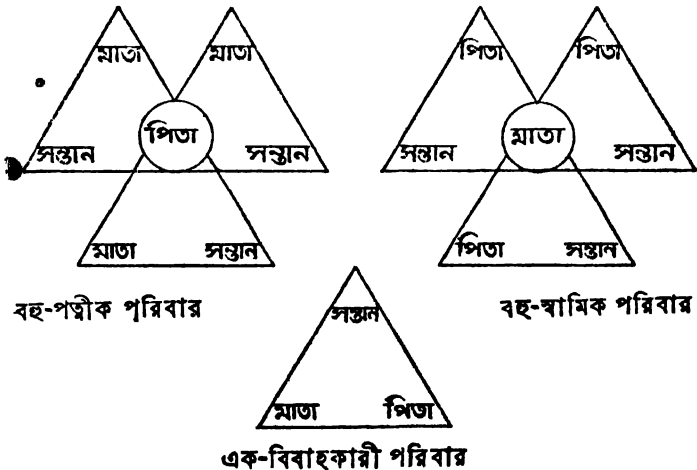 মাতা মাতা পিতা পিতা
পিতা মাতা
সন্তান সন্তান সন্তান সন্তান
মাতা সন্তান পিতা সন্তান
বহু-পত্নীক পরিবার বহু-স্বামিক পরিবার
সন্তান
মাতা পিতা
এক-বিবাহকারী পরিবার